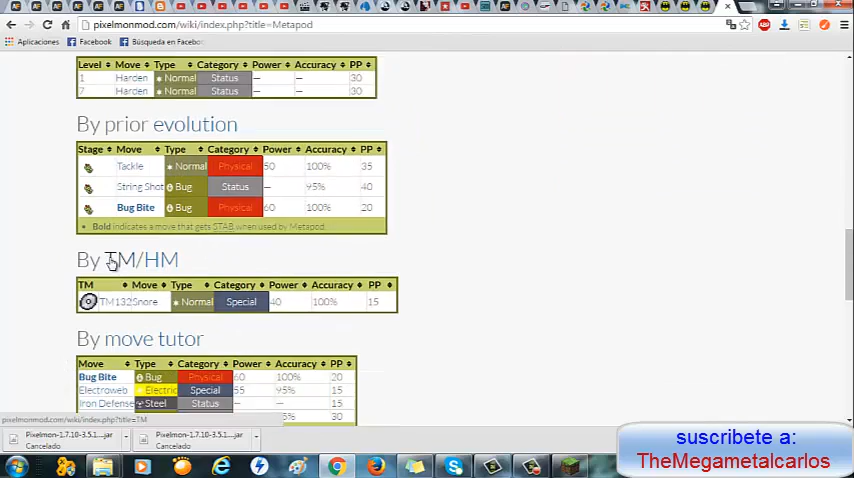 pixelmonmod.com/wiki/index.php?title=Metapod
Aplicaciones Facebook Búsqueda en Facebo
Level Move Type Category Power Accuracy PP
1 Harden Normal Status — — 30
7 Harden Normal Status — — 30
By prior evolution
Stage Move Type Category Power Accuracy PP
Tackle Normal Physical 50 100% 35
String Shot Bug Status — 95% 40
Bug Bite Bug Physical 60 100% 20
• Bold indicates a move that gets STAB when used by Metapod.
By TM/HM
TM Move Type Category Power Accuracy PP
TM132 Snore Normal Special 40 100% 15
By move tutor
Move Type Category Power Accuracy PP
Bug Bite Bug Physical 60 100% 20
Electroweb Electric Special 55 95% 15
Iron Defense Steel Status — — 15
30
pixelmonmod.com/wiki/index.php?title=TM
Pixelmon-1.7.10-3.5.1....jar Pixelmon-1.7.10-3.5.1....jar
Cancelado Cancelado
suscribete a:
TheMegametalcarlos